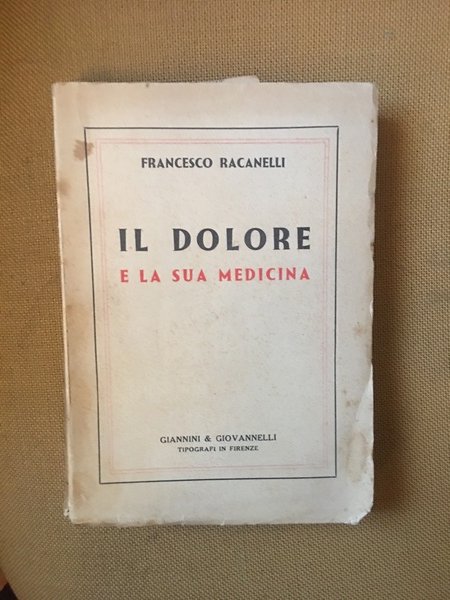 FRANCESCO RACANELLI
IL DOLORE
E LA SUA MEDICINA
GIANNINI & GIOVANNELLI
TIPOGRAFI IN FIRENZE